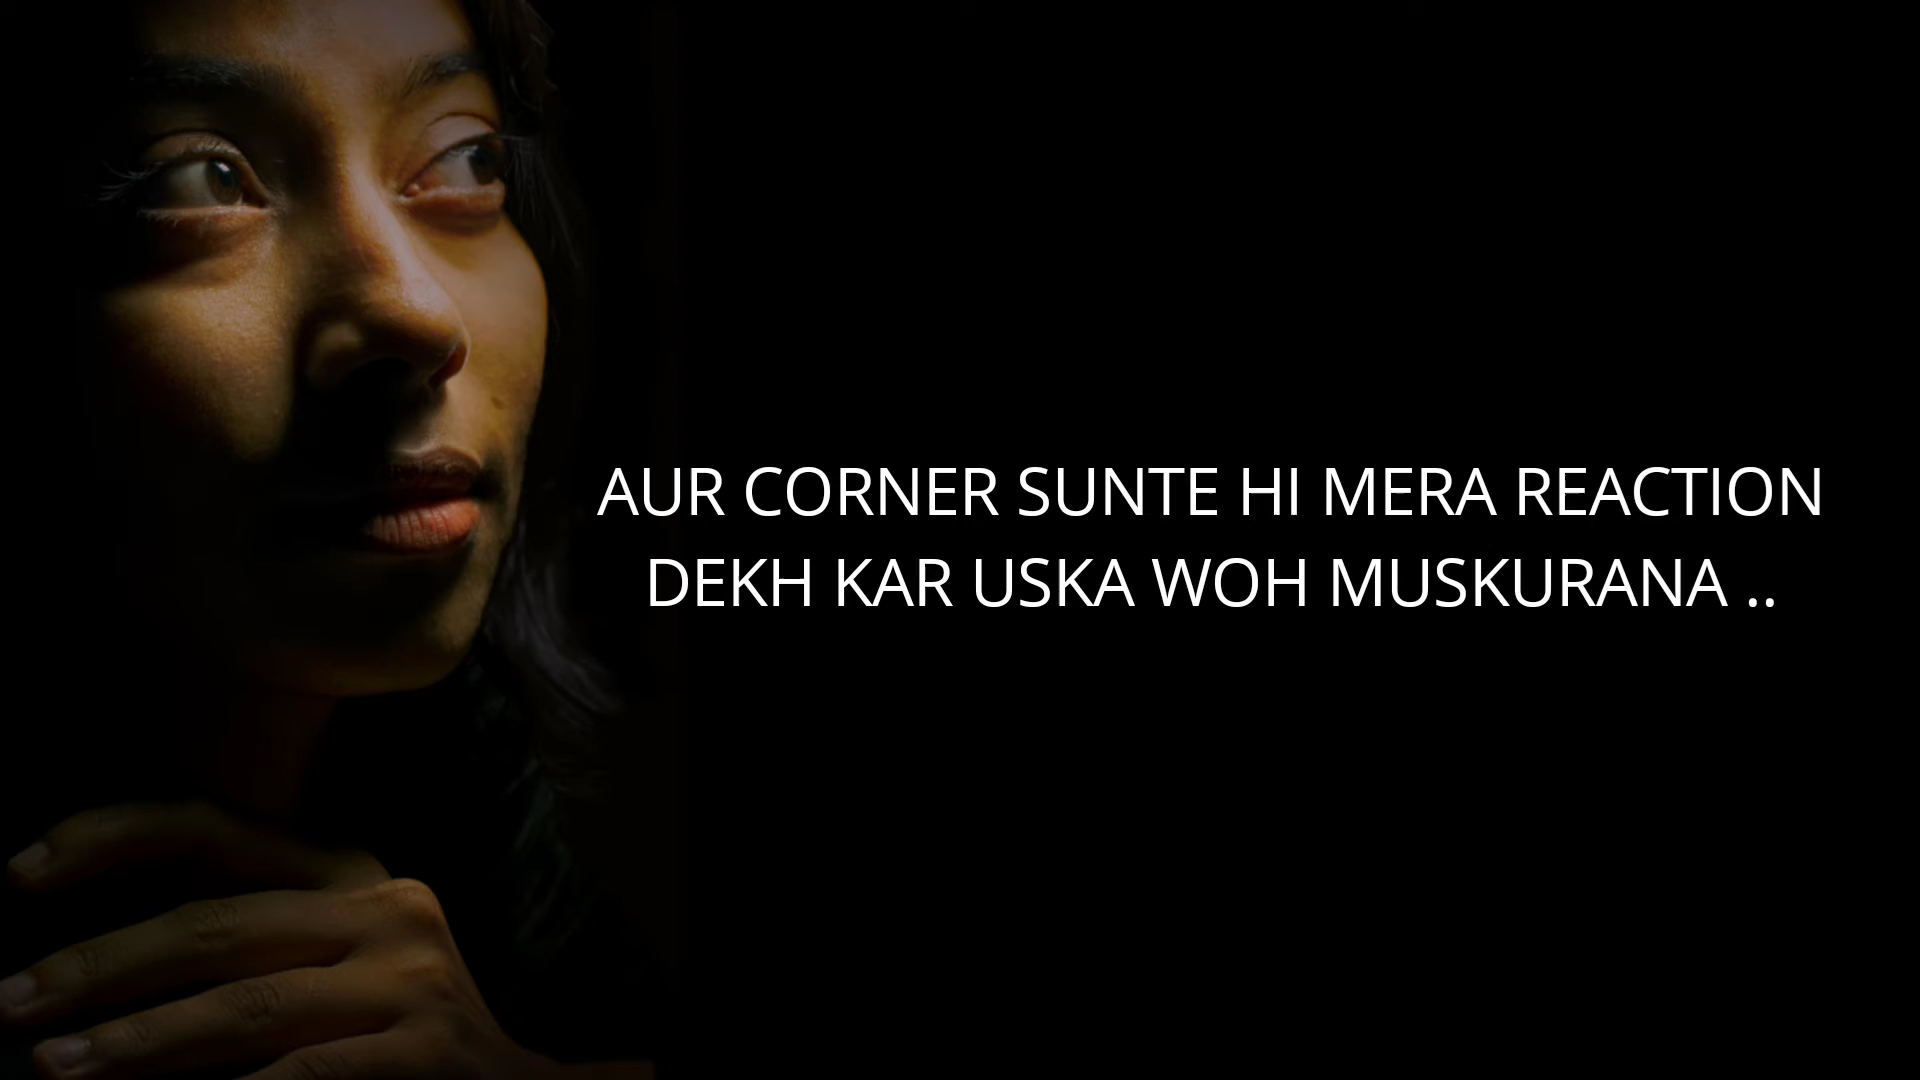 AUR CORNER SUNTE HI MERA REACTION
DEKH KAR USKA WOH MUSKURANA ..